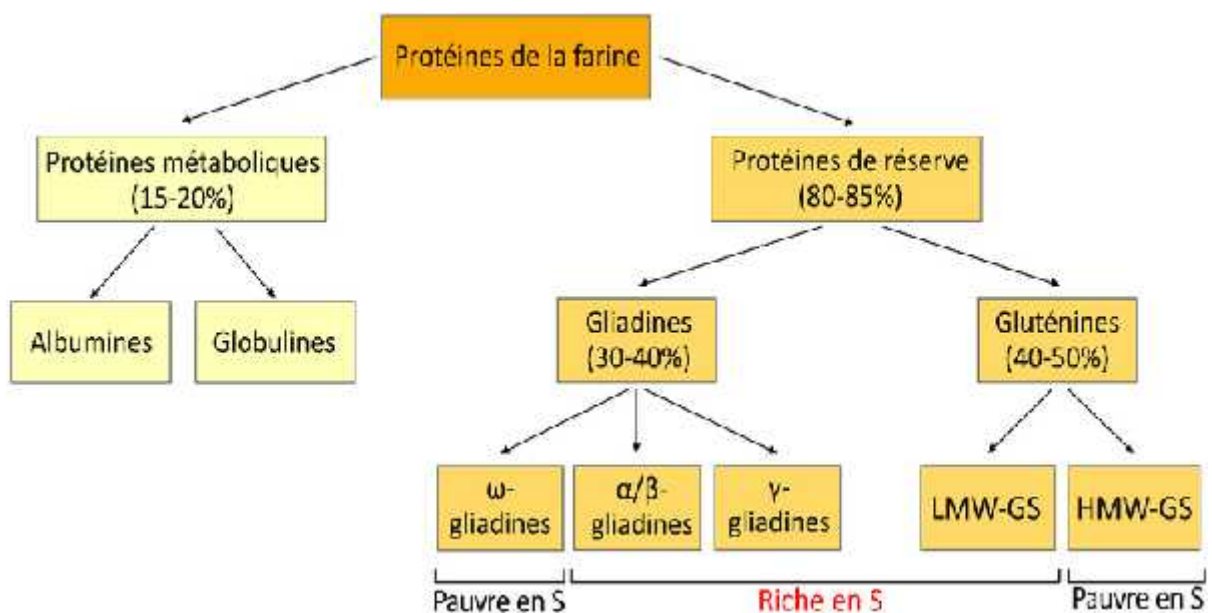 Protéines de la farine
Protéines métaboliques
(15-20%)
Protéines de réserve
(80-85%)
Albumines
Globulines
Gliadines
(30-40%)
Gluténines
(40-50%)
ω-
gliadines
α/β-
gliadines
γ-
gliadines
LMW-GS
HMW-GS
Pauvre en S
Riche en S
Pauvre en S